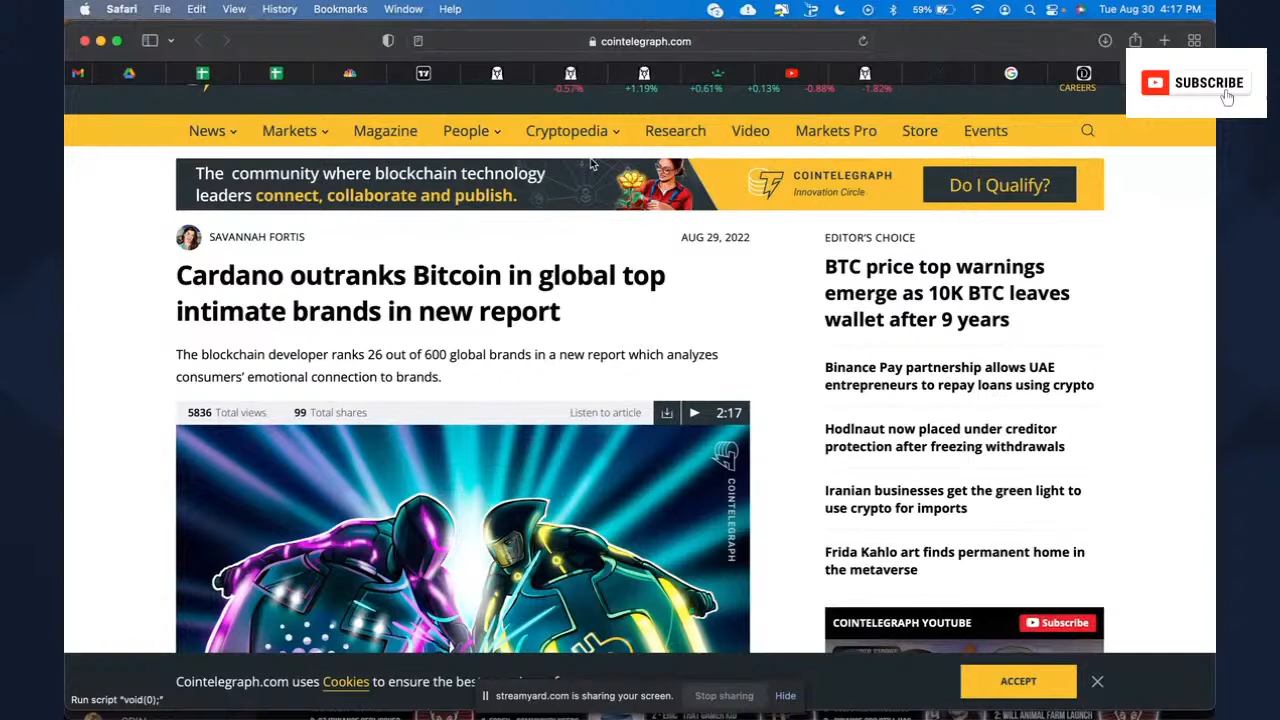 Safari File Edit View History Bookmarks Window Help
59% Tue Aug 30 4:17 PM
cointelegraph.com
SUBSCRIBE
-0.57% +1.19% +0.61% +0.13% -0.88% -1.82% CAREERS
News Markets Magazine People Cryptopedia Research Video Markets Pro Store Events
The community where blockchain technology
leaders connect, collaborate and publish.
COINTELEGRAPH
Innovation Circle
Do I Qualify?
SAVANNAH FORTIS
AUG 29, 2022
Cardano outranks Bitcoin in global top
intimate brands in new report
The blockchain developer ranks 26 out of 600 global brands in a new report which analyzes
consumers’ emotional connection to brands.
5836 Total views 99 Total shares Listen to article 2:17
COINTELEGRAPH
EDITOR'S CHOICE
BTC price top warnings
emerge as 10K BTC leaves
wallet after 9 years
Binance Pay partnership allows UAE
entrepreneurs to repay loans using crypto
Hodlnaut now placed under creditor
protection after freezing withdrawals
Iranian businesses get the green light to
use crypto for imports
Frida Kahlo art finds permanent home in
the metaverse
COINTELEGRAPH YOUTUBE
Subscribe
Cointelegraph.com uses Cookies to ensure the
ACCEPT
streamyard.com is sharing your screen. Stop sharing Hide
Run script "void(0);"